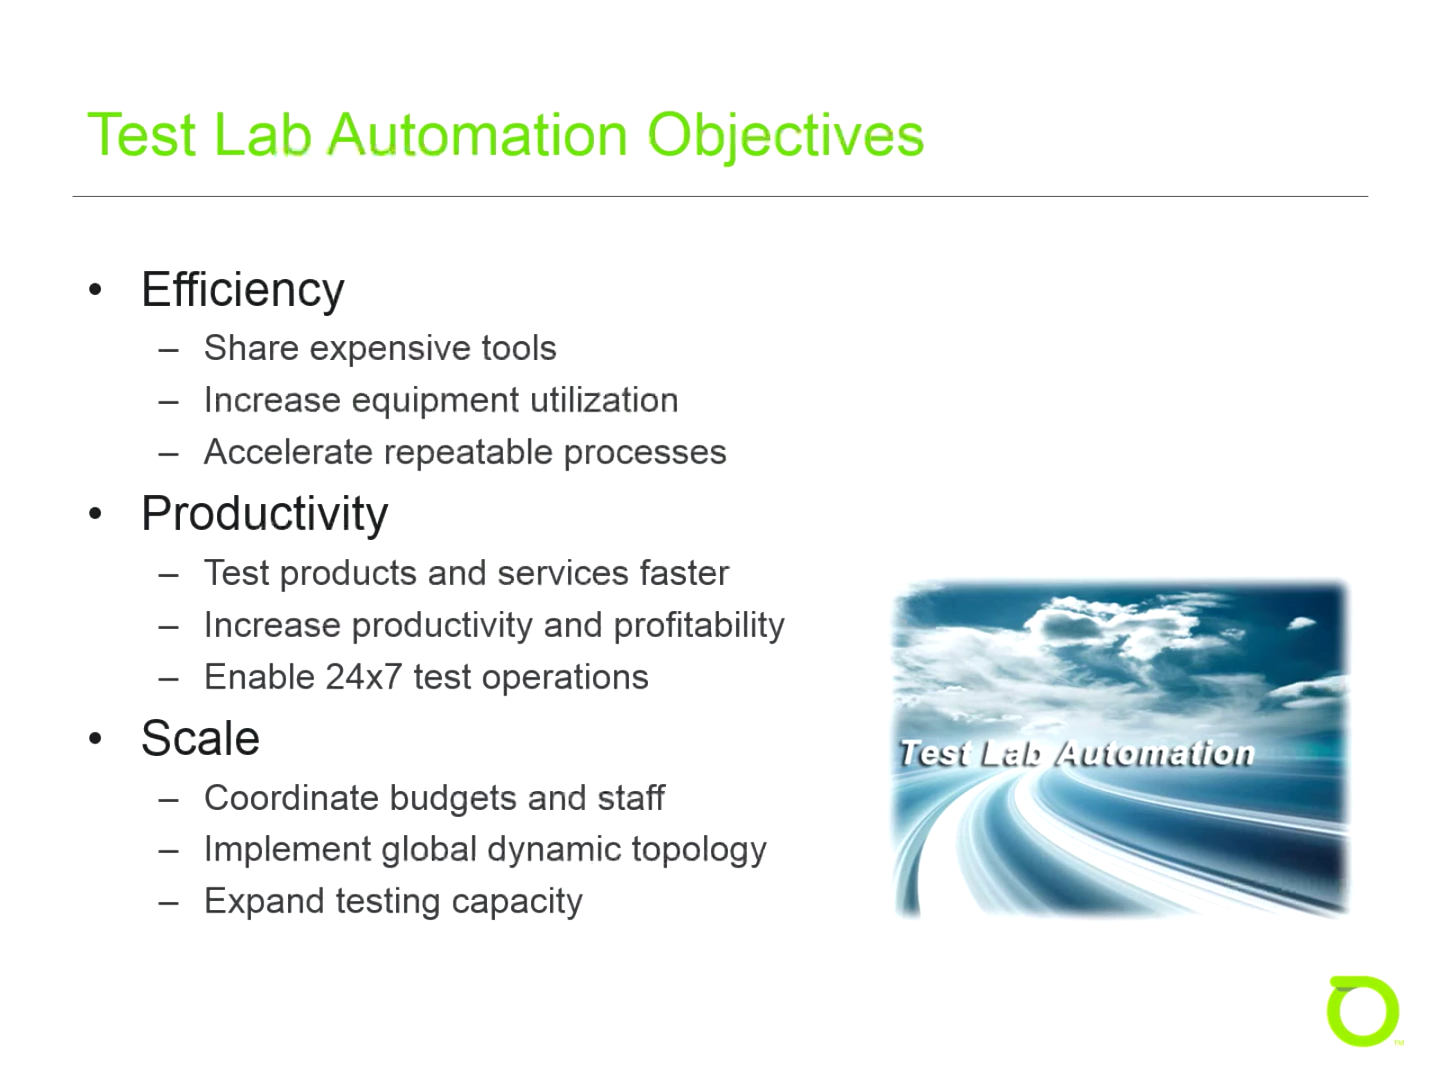 Test Lab Automation Objectives
• Efficiency
– Share expensive tools
– Increase equipment utilization
– Accelerate repeatable processes
• Productivity
– Test products and services faster
– Increase productivity and profitability
– Enable 24x7 test operations
• Scale
– Coordinate budgets and staff
– Implement global dynamic topology
– Expand testing capacity
Test Lab Automation
TM